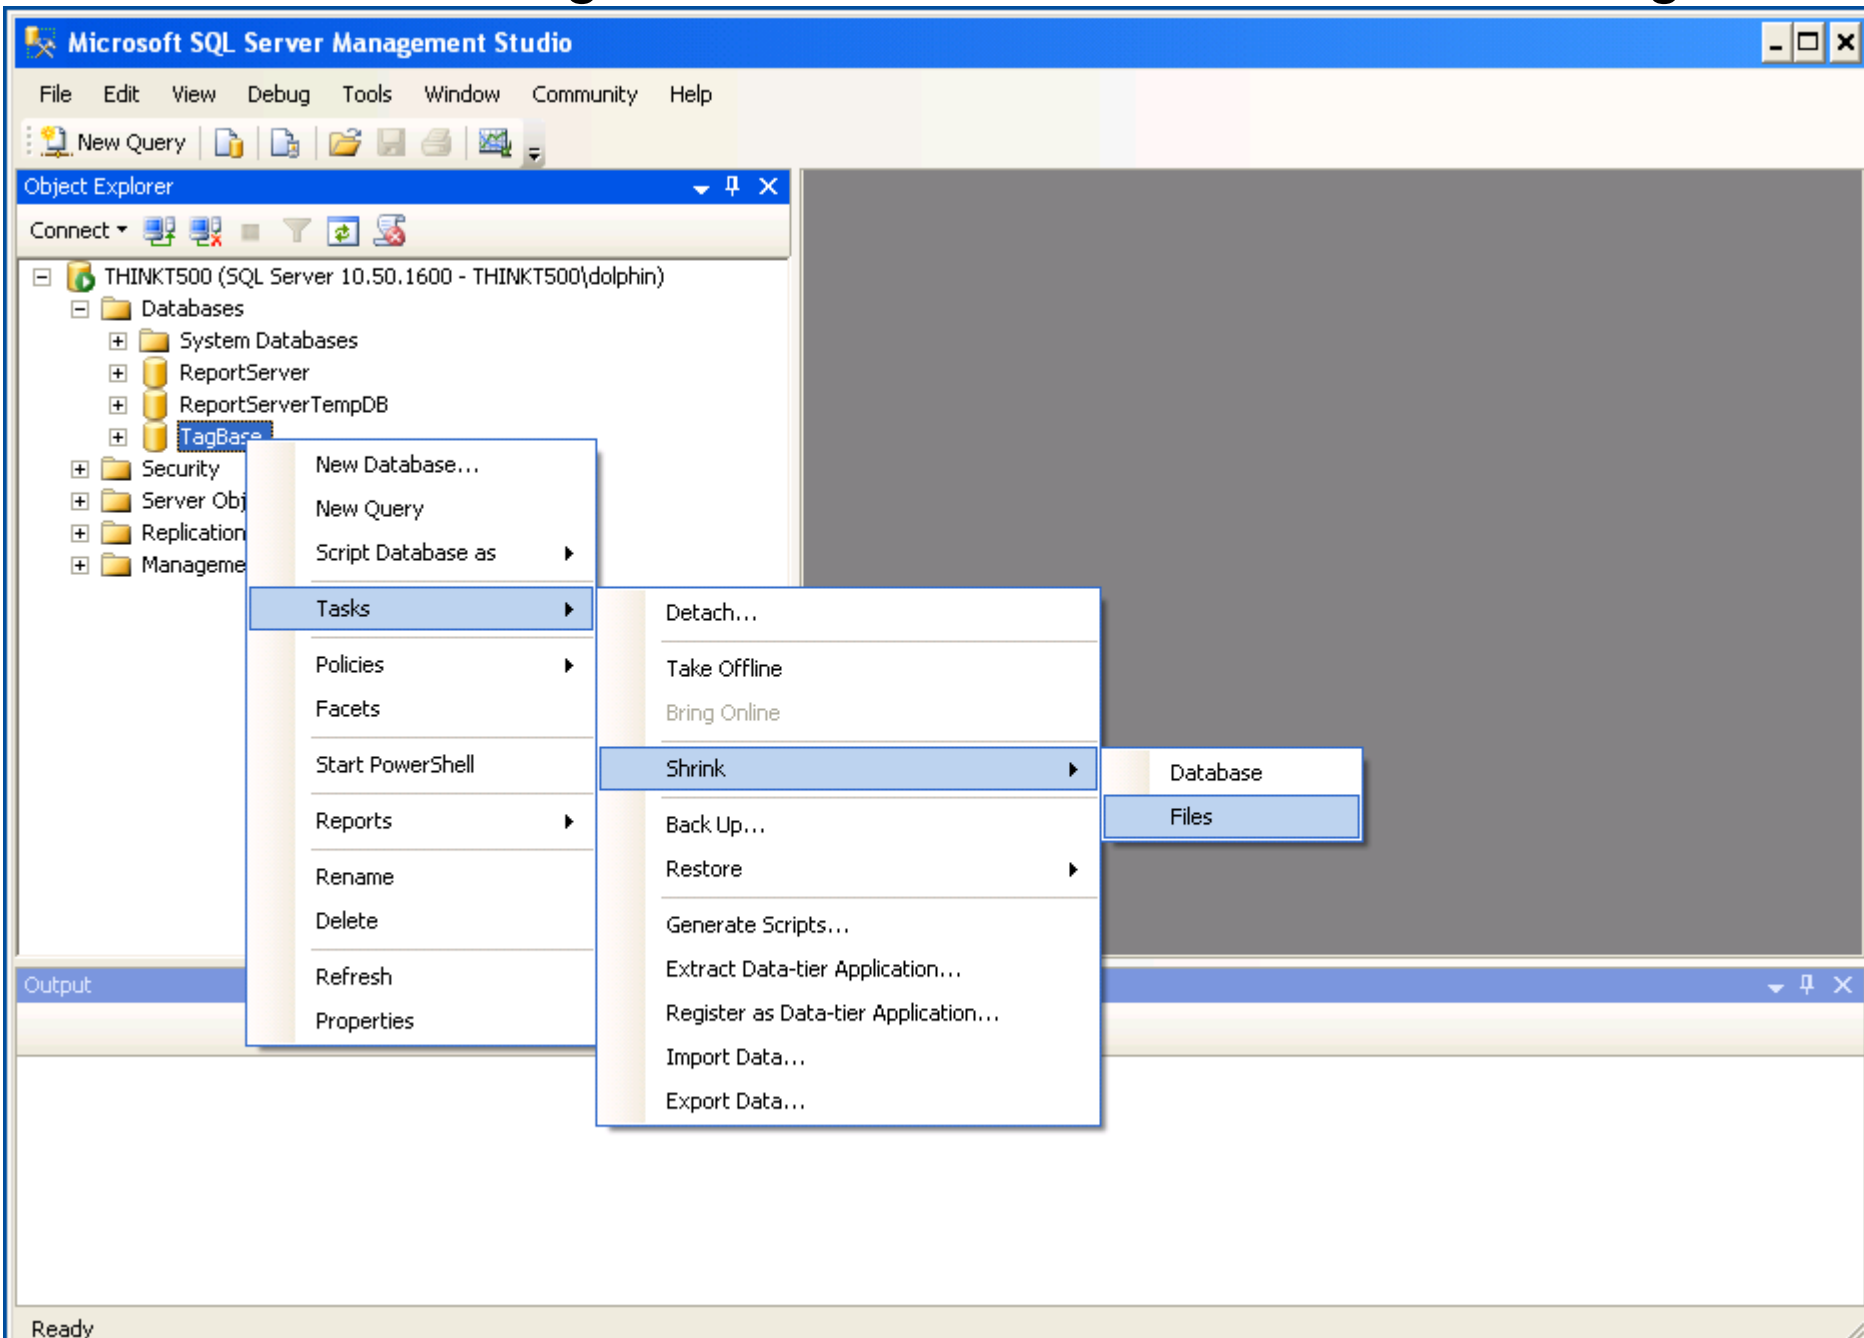 Microsoft SQL Server Management Studio
File Edit View Debug Tools Window Community Help
New Query
Object Explorer
Connect
THINKT500 (SQL Server 10.50.1600 - THINKT500\dolphin)
Databases
System Databases
ReportServer
ReportServerTempDB
TagBase
Security
Server Obj
Replication
Manageme
New Database...
New Query
Script Database as
Tasks
Policies
Facets
Start PowerShell
Reports
Rename
Delete
Refresh
Properties
Detach...
Take Offline
Bring Online
Shrink
Back Up...
Restore
Generate Scripts...
Extract Data-tier Application...
Register as Data-tier Application...
Import Data...
Export Data...
Database
Files
Output
Ready